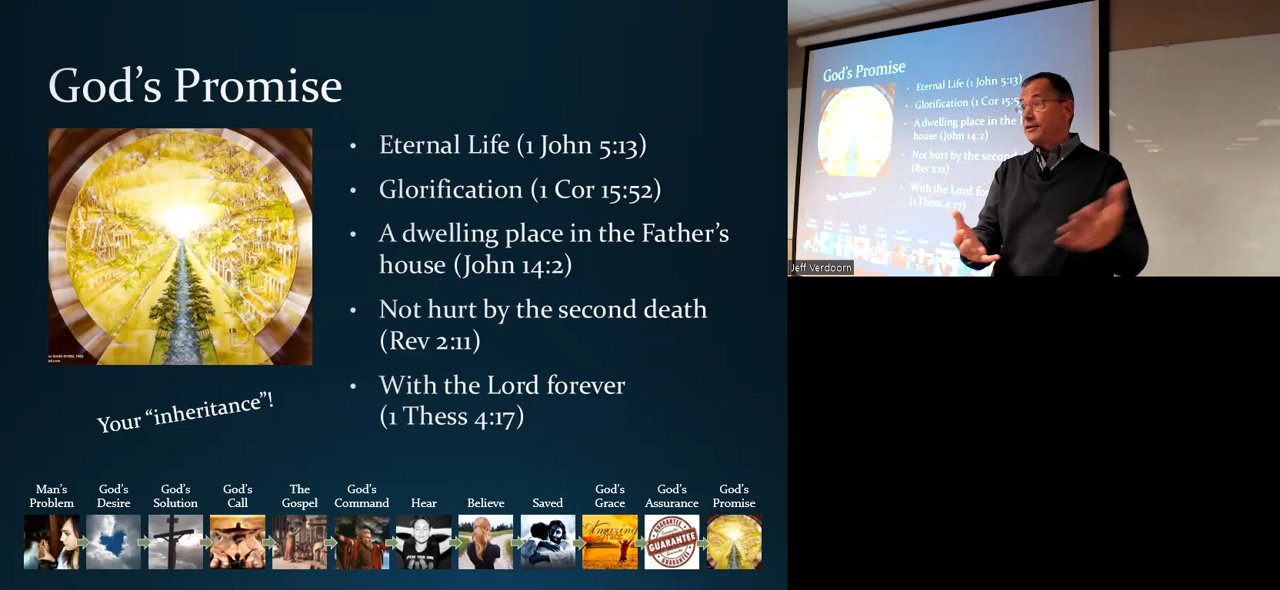 God's Promise
• Eternal Life (1 John 5:13)
• Glorification (1 Cor 15:52)
• A dwelling place in the Father's
house (John 14:2)
• Not hurt by the second death
(Rev 2:11)
• With the Lord forever
(1 Thess 4:17)
Your “inheritance”!
Man's
Problem
God's
Desire
God's
Solution
God's
Call
The
Gospel
God's
Command
Hear
Believe
Saved
God's
Grace
God's
Assurance
God's
Promise
Amazing
GUARANTEE
God's Promise
• Eternal Life (1 John 5:13)
• Glorification (1 Cor 15:5
• A dwelling place in the
house (John 14:2)
• Not hurt by the second
(Rev 2:11)
• With the Lord
(1 Thess 4:17)
Your “inheritance”!
Jeff Verdoorn